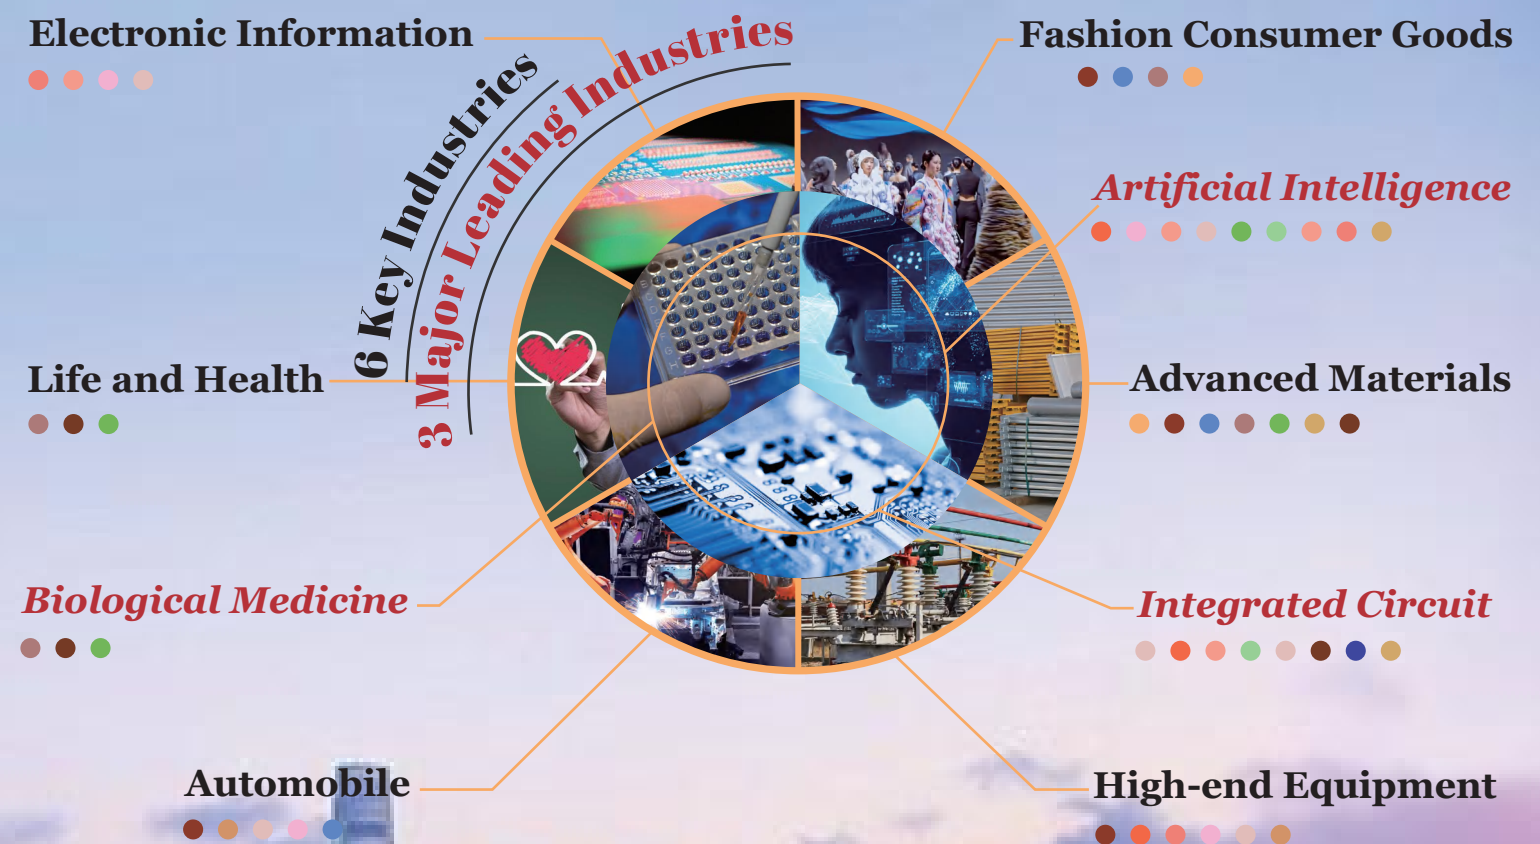 Electronic Information
6 Key Industries
3 Major Leading Industries
Fashion Consumer Goods
Artificial Intelligence
Life and Health
Advanced Materials
Biological Medicine
Integrated Circuit
Automobile
High-end Equipment